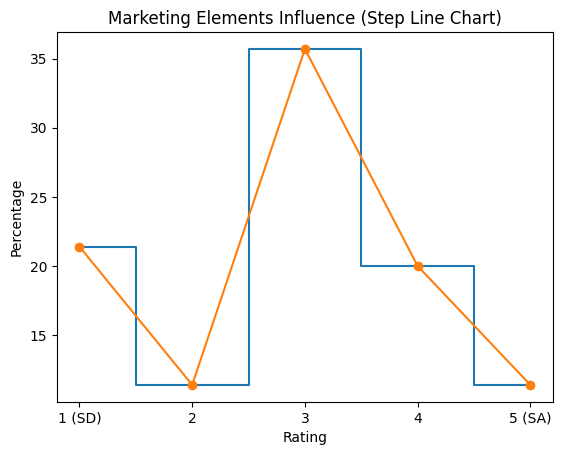 Marketing Elements Influence (Step Line Chart)
Percentage
35
30
25
20
15
1 (SD) 2 3 4 5 (SA)
Rating